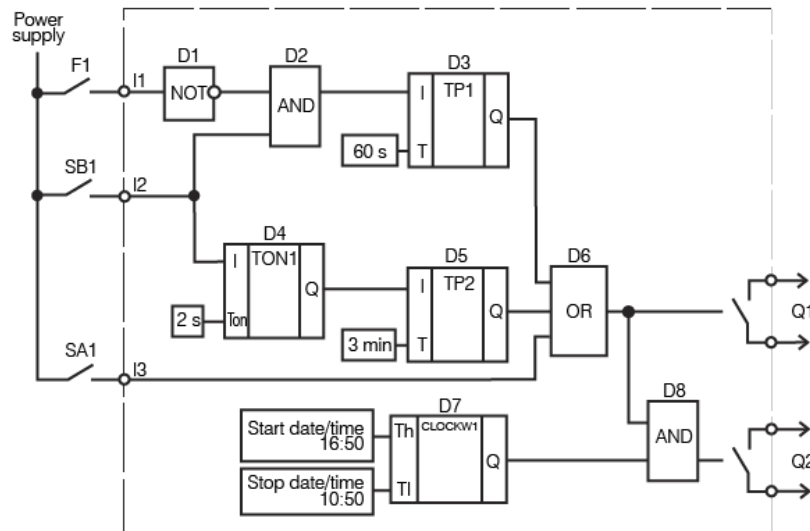 Power
supply
F1
I1
D1
NOT
D2
AND
D3
I
TP1
Q
60 s
T
SB1
I2
D4
I
TON1
Q
2 s
Ton
D5
I
TP2
Q
3 min
T
D6
OR
Q1
SA1
I3
D7
Start date/time
16:50
Th
CLOCKW1
Q
Stop date/time
10:50
Tl
D8
AND
Q2